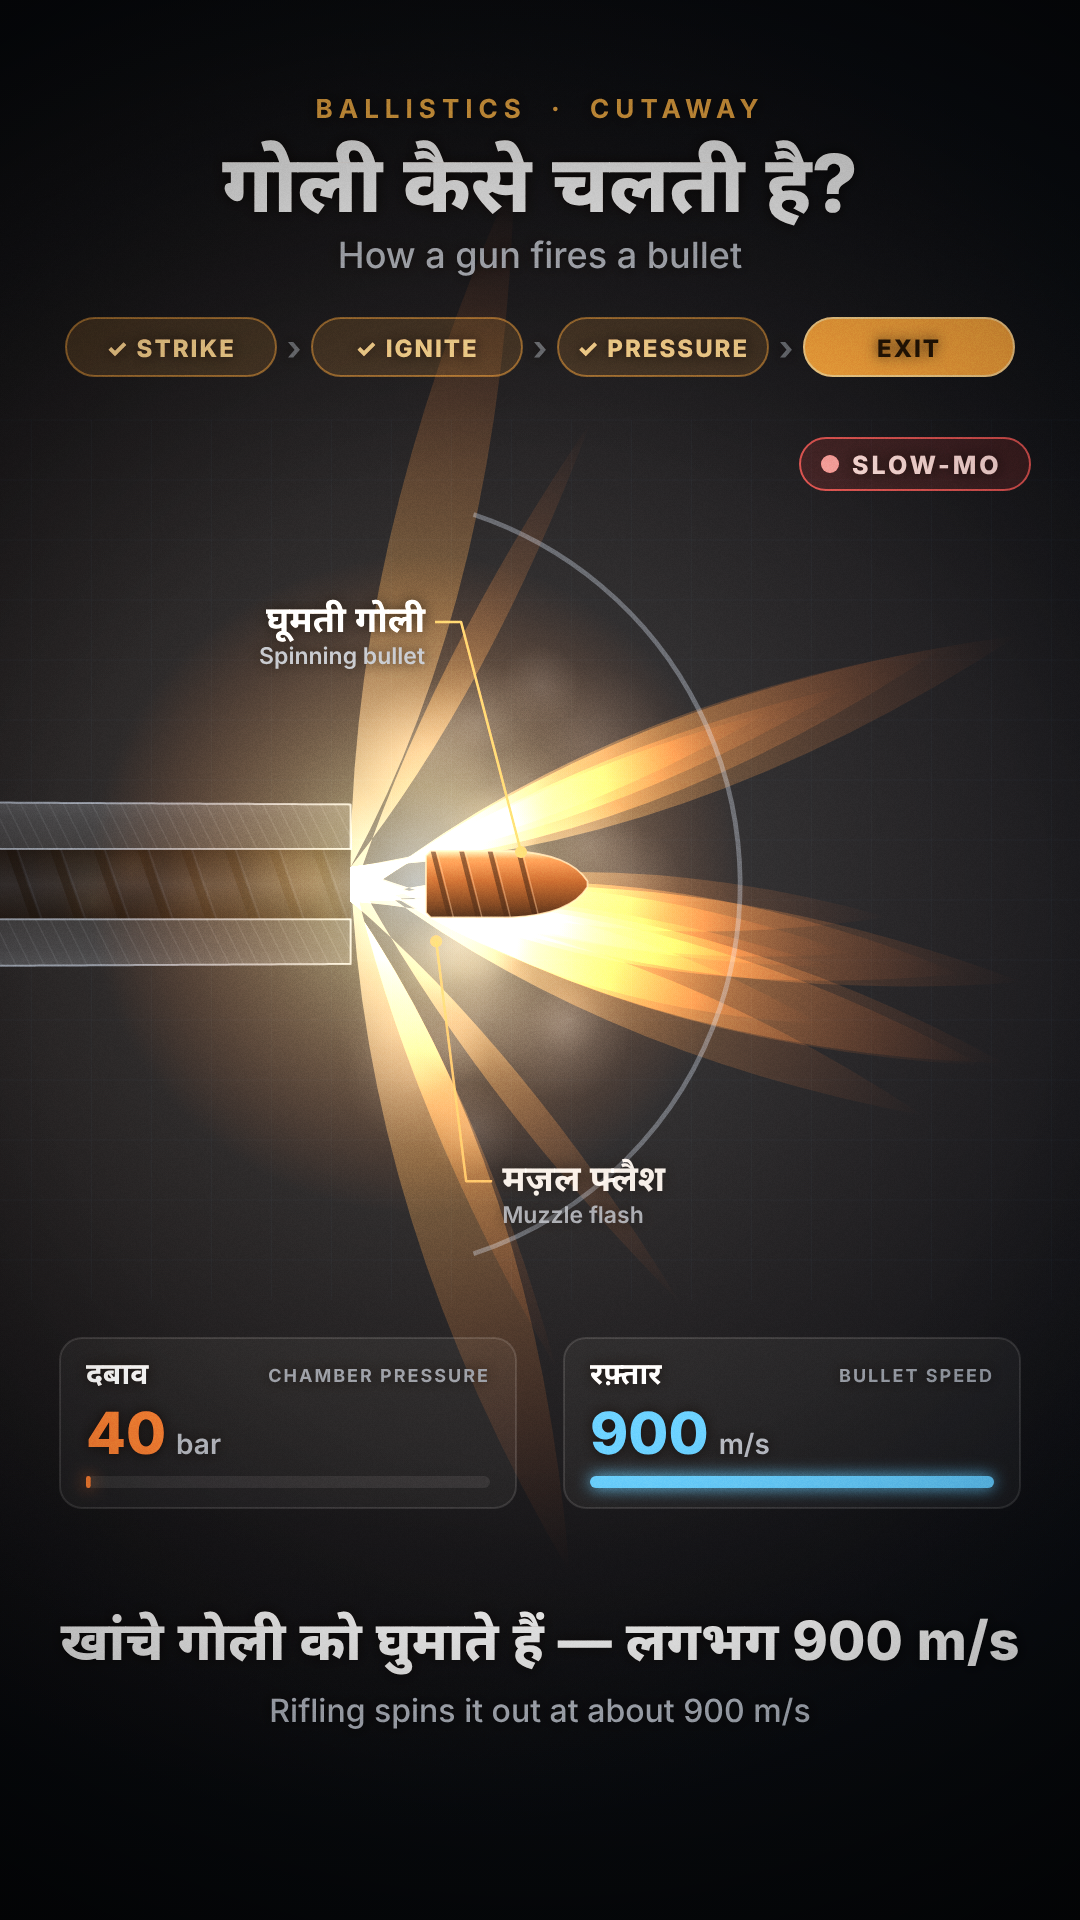 BALLISTICS · CUTAWAY
गोली कैसे चलती है?
How a gun fires a bullet
✓ STRIKE › ✓ IGNITE › ✓ PRESSURE › EXIT
SLOW-MO
घूमती गोली
Spinning bullet
मज़ल फ्लैश
Muzzle flash
दबाव CHAMBER PRESSURE
40 bar
रफ़्तार BULLET SPEED
900 m/s
खांचे गोली को घुमाते हैं — लगभग 900 m/s
Rifling spins it out at about 900 m/s